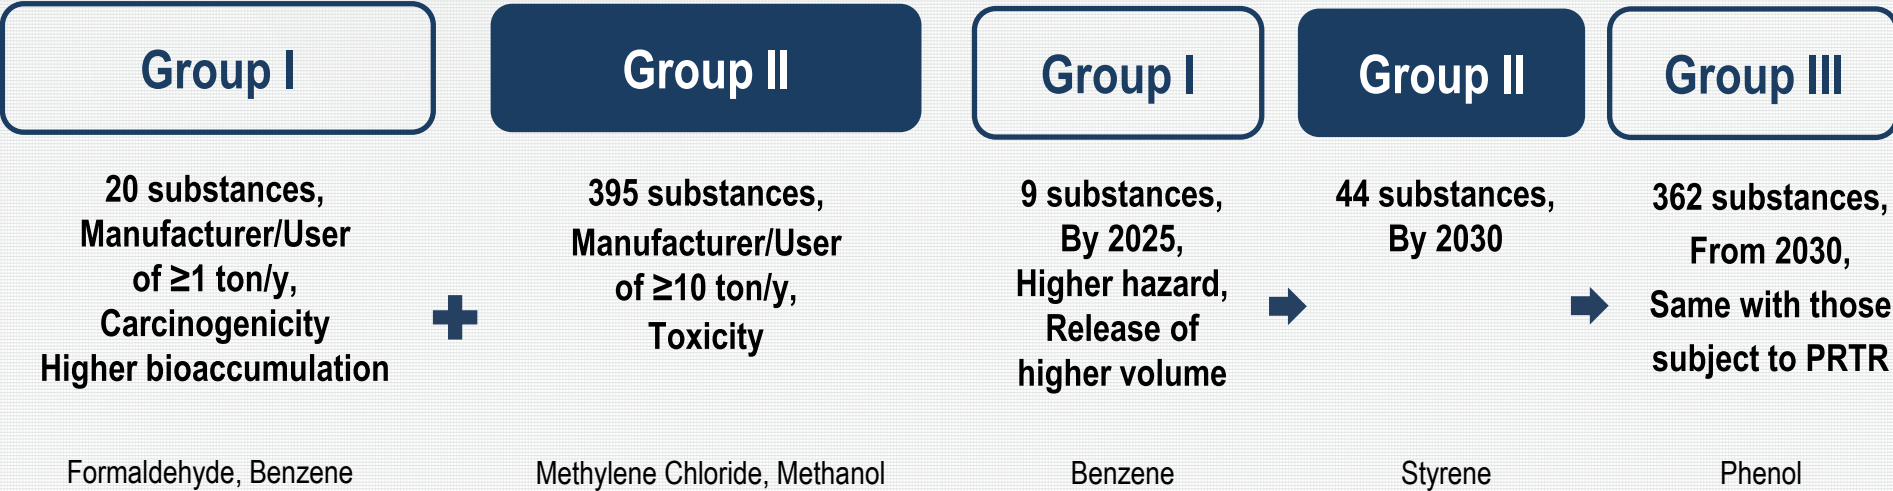 Group I
20 substances,
Manufacturer/User
of ≥1 ton/y,
Carcinogenicity
Higher bioaccumulation
Formaldehyde, Benzene
Group II
395 substances,
Manufacturer/User
of ≥10 ton/y,
Toxicity
Methylene Chloride, Methanol
Group I
9 substances,
By 2025,
Higher hazard,
Release of
higher volume
Benzene
Group II
44 substances,
By 2030
Styrene
Group III
362 substances,
From 2030,
Same with those
subject to PRTR
Phenol